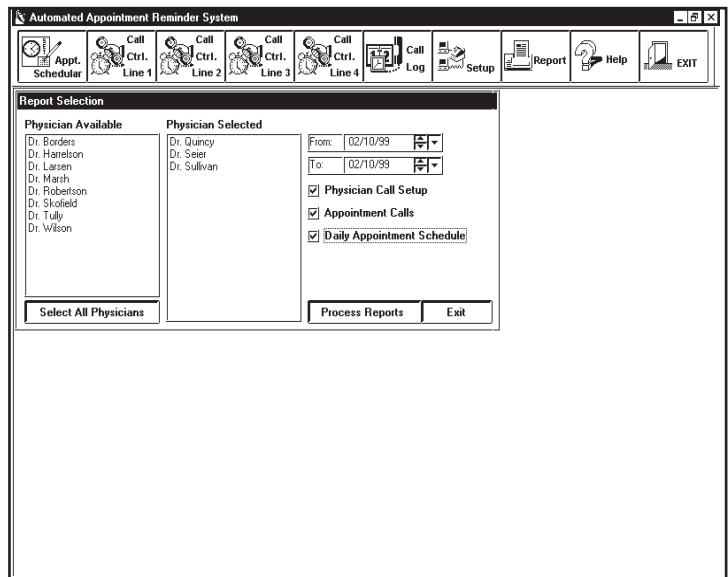 Automated Appointment Reminder System
Appt. Schedular
Call Ctrl. Line 1
Call Ctrl. Line 2
Call Ctrl. Line 3
Call Ctrl. Line 4
Call Log
Setup
Report
Help
EXIT
Report Selection
Physician Available
Dr. Borders
Dr. Harrelson
Dr. Larsen
Dr. Marsh
Dr. Robertson
Dr. Skofield
Dr. Tully
Dr. Wilson
Select All Physicians
Physician Selected
Dr. Quincy
Dr. Seier
Dr. Sullivan
From: 02/10/99
To: 02/10/99
Physician Call Setup
Appointment Calls
Daily Appointment Schedule
Process Reports
Exit